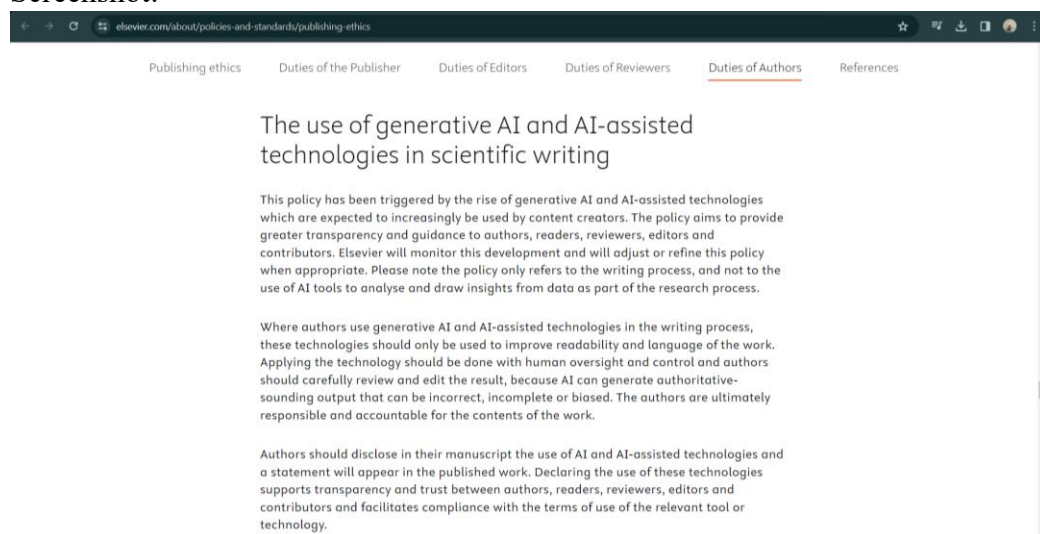 Screenshot:
elsevier.com/about/policies-and-standards/publishing-ethics
Publishing ethics Duties of the Publisher Duties of Editors Duties of Reviewers Duties of Authors References
The use of generative AI and AI-assisted
technologies in scientific writing
This policy has been triggered by the rise of generative AI and AI-assisted technologies
which are expected to increasingly be used by content creators. The policy aims to provide
greater transparency and guidance to authors, readers, reviewers, editors and
contributors. Elsevier will monitor this development and will adjust or refine this policy
when appropriate. Please note the policy only refers to the writing process, and not to the
use of AI tools to analyse and draw insights from data as part of the research process.
Where authors use generative AI and AI-assisted technologies in the writing process,
these technologies should only be used to improve readability and language of the work.
Applying the technology should be done with human oversight and control and authors
should carefully review and edit the result, because AI can generate authoritative-
sounding output that can be incorrect, incomplete or biased. The authors are ultimately
responsible and accountable for the contents of the work.
Authors should disclose in their manuscript the use of AI and AI-assisted technologies and
a statement will appear in the published work. Declaring the use of these technologies
supports transparency and trust between authors, readers, reviewers, editors and
contributors and facilitates compliance with the terms of use of the relevant tool or
technology.